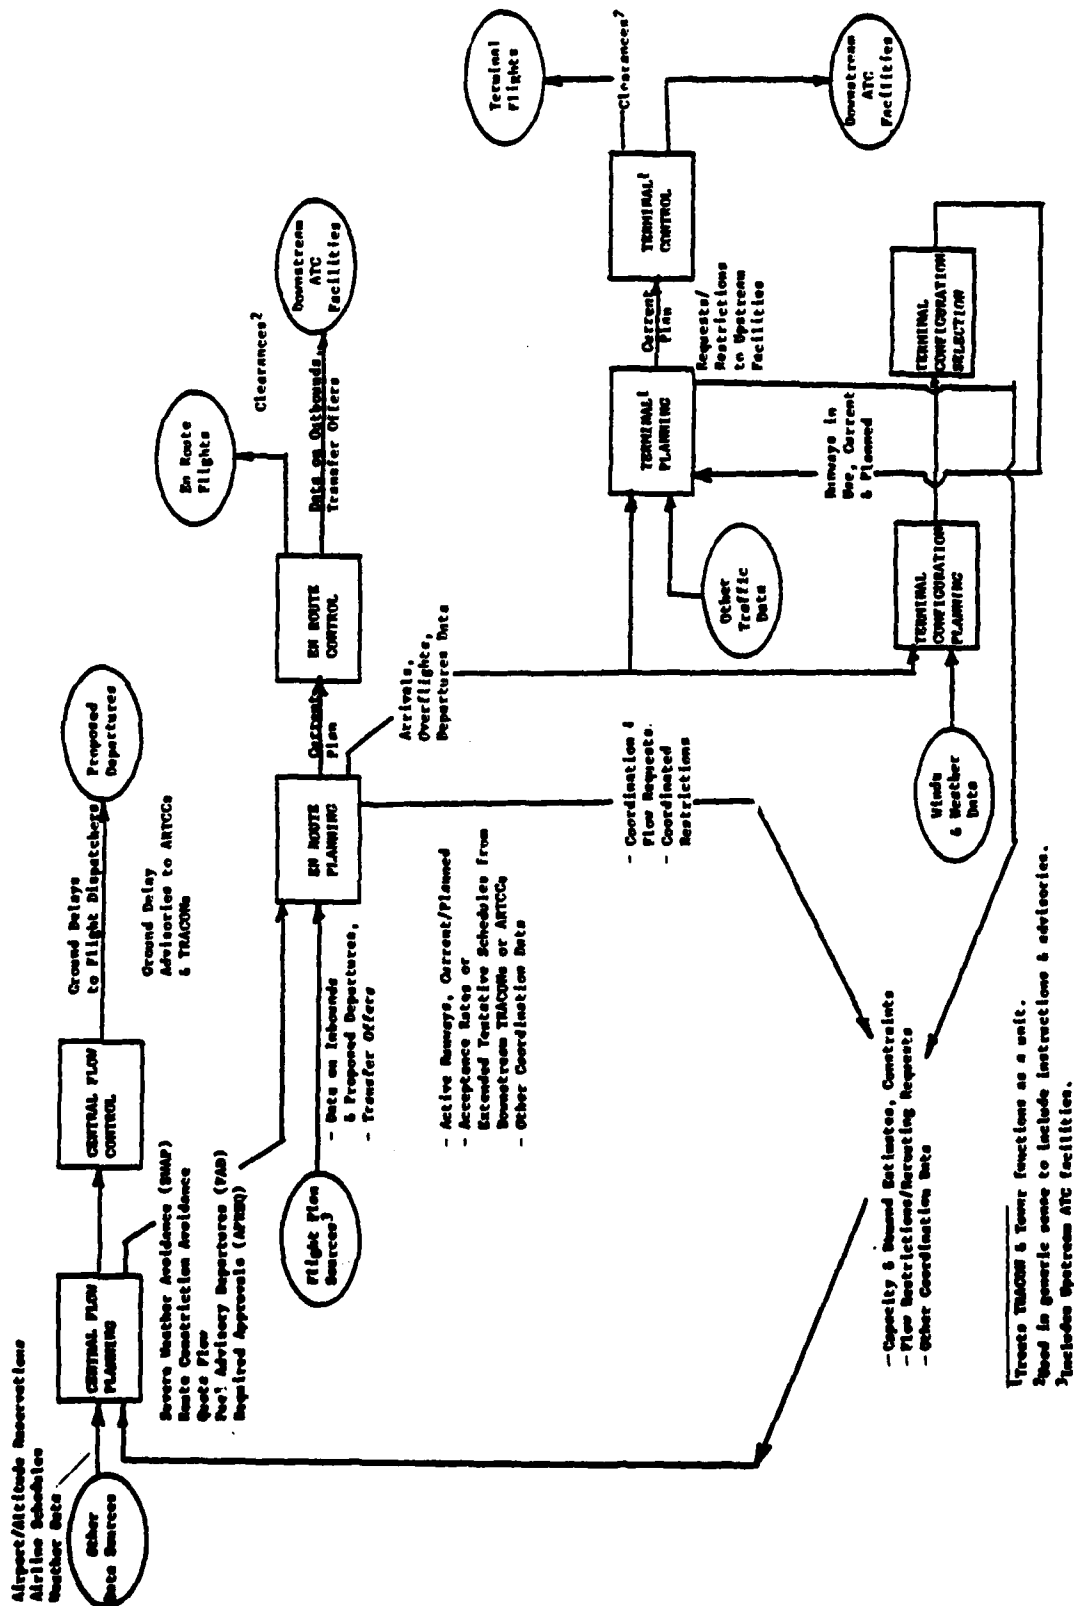 Airport/Altitude Reservations
Airline Schedules
Weather Data
Other
Data Sources
CENTRAL FLOW
PLANNING
CENTRAL FLOW
CONTROL
Ground Delays
to Flight Dispatchers
Proposed
Departures
Ground Delay
Advisories to ARTCCs
& TRACONs
Severe Weather Avoidance (SWAP)
Route Constriction Avoidance
Quota Flow
Fuel Advisory Departures (FAD)
Required Approvals (APREQ)
Flight Plan
Sources3
- Data on Inbounds
& Proposed Departures,
- Transfer Offers
EN ROUTE
PLANNING
Current
Plan
EN ROUTE
CONTROL
En Route
Flights
Clearances2
Data on Outbounds,
Transfer Offers
Downstream
ATC
Facilities
- Active Runways, Current/Planned
- Acceptance Rates or
Extended Tentative Schedules from
Downstream TRACONs or ARTCCs
- Other Coordination Data
Arrivals,
Overflights,
Departures Data
- Coordination &
Flow Requests.
- Coordinated
Restrictions
Other
Traffic
Data
TERMINAL1
PLANNING
Current
Plan
TERMINAL1
CONTROL
Clearances2
Terminal
Flights
Downstream
ATC
Facilities
Requests/
Restrictions
to Upstream
Facilities
Runways in
Use, Current
& Planned
Winds
& Weather
Data
TERMINAL
CONFIGURATION
PLANNING
TERMINAL
CONFIGURATION
SELECTION
- Capacity & Demand Estimates, Constraints
- Flow Restrictions/Rerouting Requests
- Other Coordination Data
1Treats TRACON & Tower functions as a unit.
2Used in generic sense to include instructions & advisories.
3Includes Upstream ATC facilities.